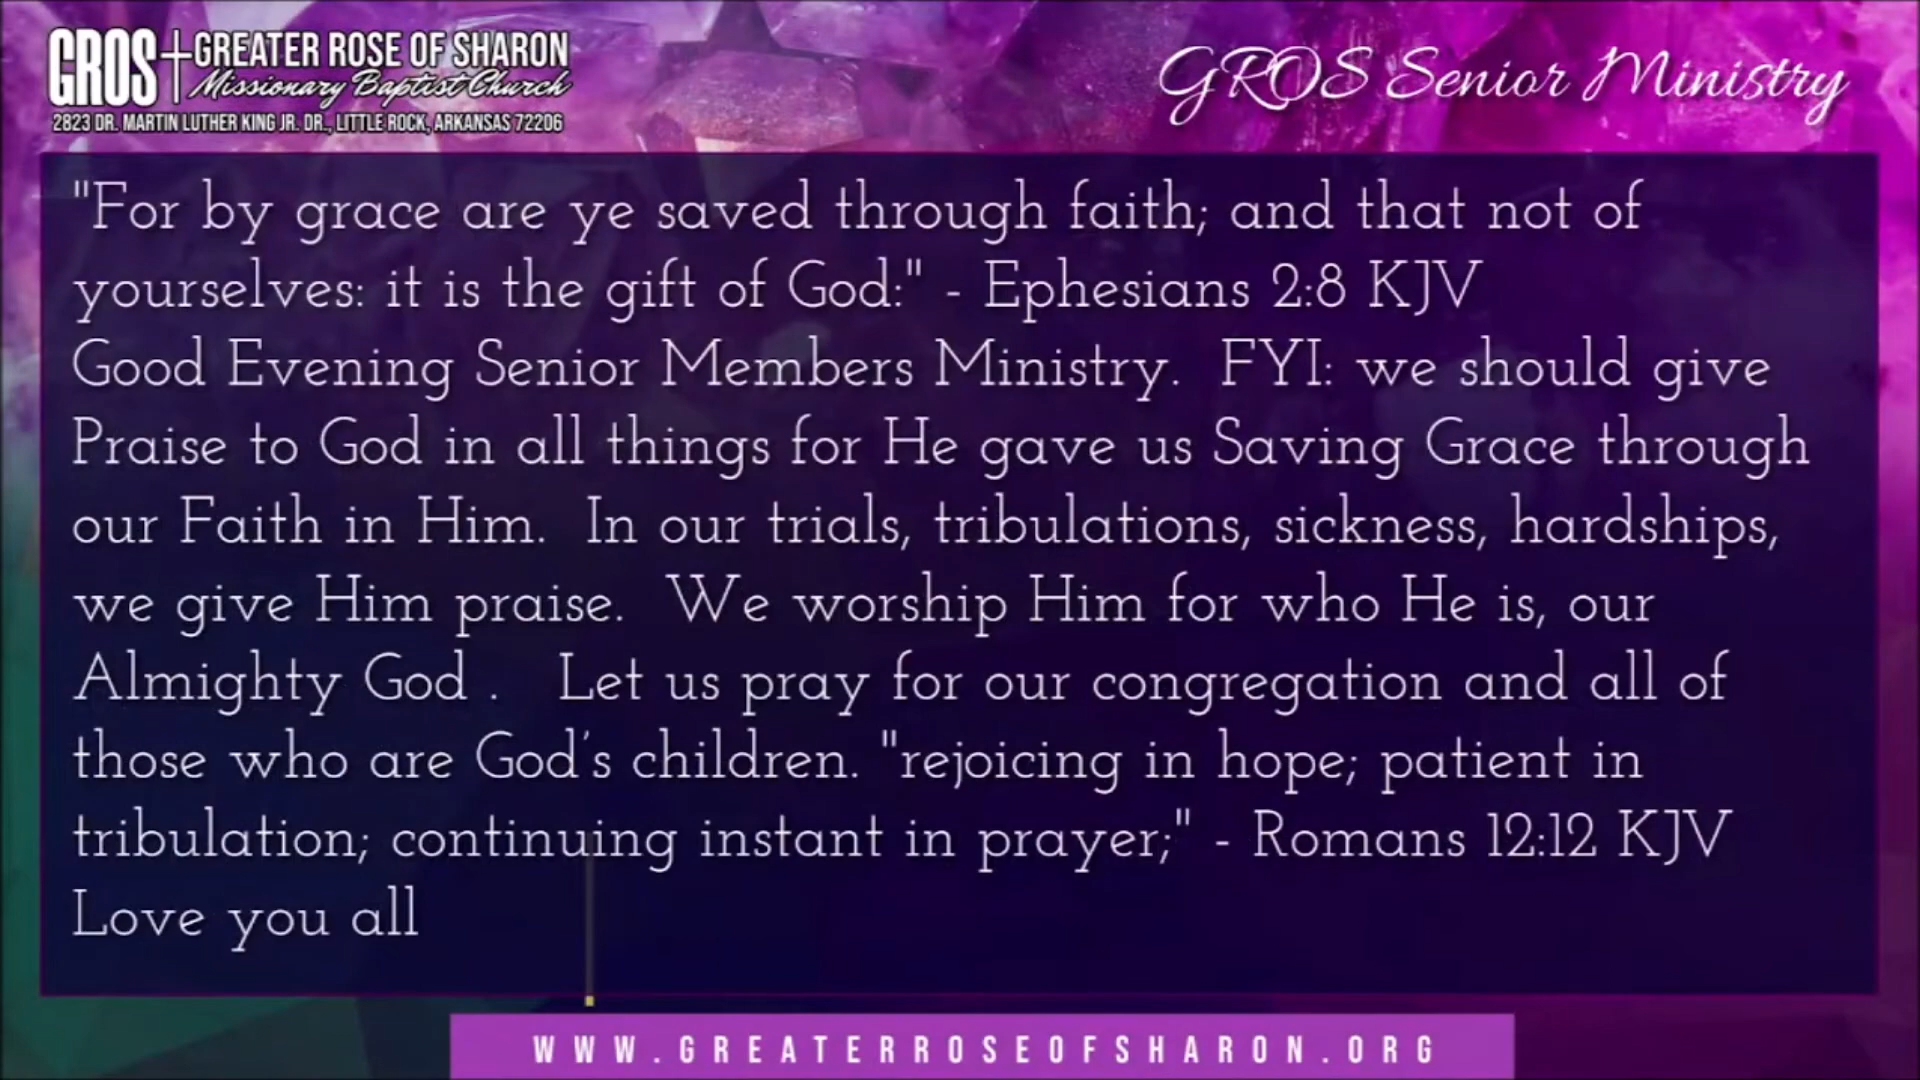 GROS GREATER ROSE OF SHARON
Missionary Baptist Church
2823 DR. MARTIN LUTHER KING JR. DR., LITTLE ROCK, ARKANSAS 72206
GROS Senior Ministry
"For by grace are ye saved through faith; and that not of
yourselves: it is the gift of God:" - Ephesians 2:8 KJV
Good Evening Senior Members Ministry.  FYI: we should give
Praise to God in all things for He gave us Saving Grace through
our Faith in Him.  In our trials, tribulations, sickness, hardships,
we give Him praise.  We worship Him for who He is, our
Almighty God .   Let us pray for our congregation and all of
those who are God's children. "rejoicing in hope; patient in
tribulation; continuing instant in prayer;" - Romans 12:12 KJV
Love you all
WWW.GREATERROSEOFSHARON.ORG